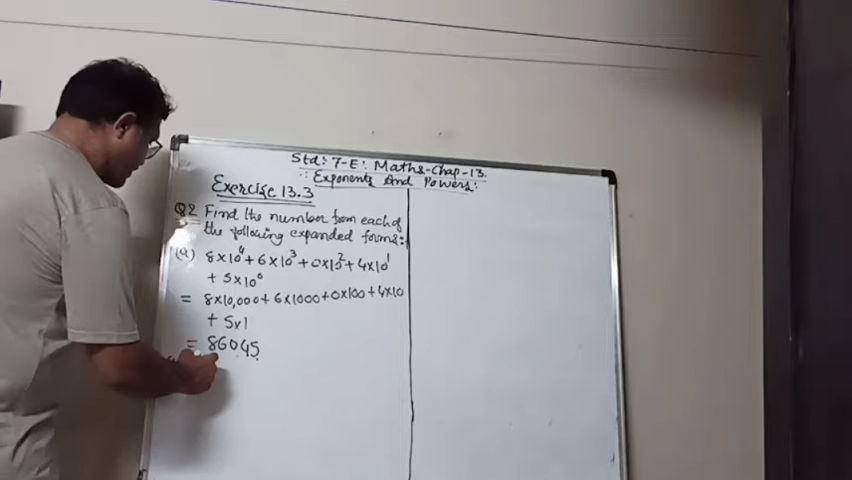 Std: 7-E: Maths-Chap-13.
∴ Exponents And Powers:
Exercise 13.3
Q2 Find the number from each of
the following expanded forms:
(a) 8×10⁴+6×10³+0×10²+4×10¹
+ 5×10⁰
= 8×10,000+6×1000+0×100+4×10
+ 5×1
= 86045